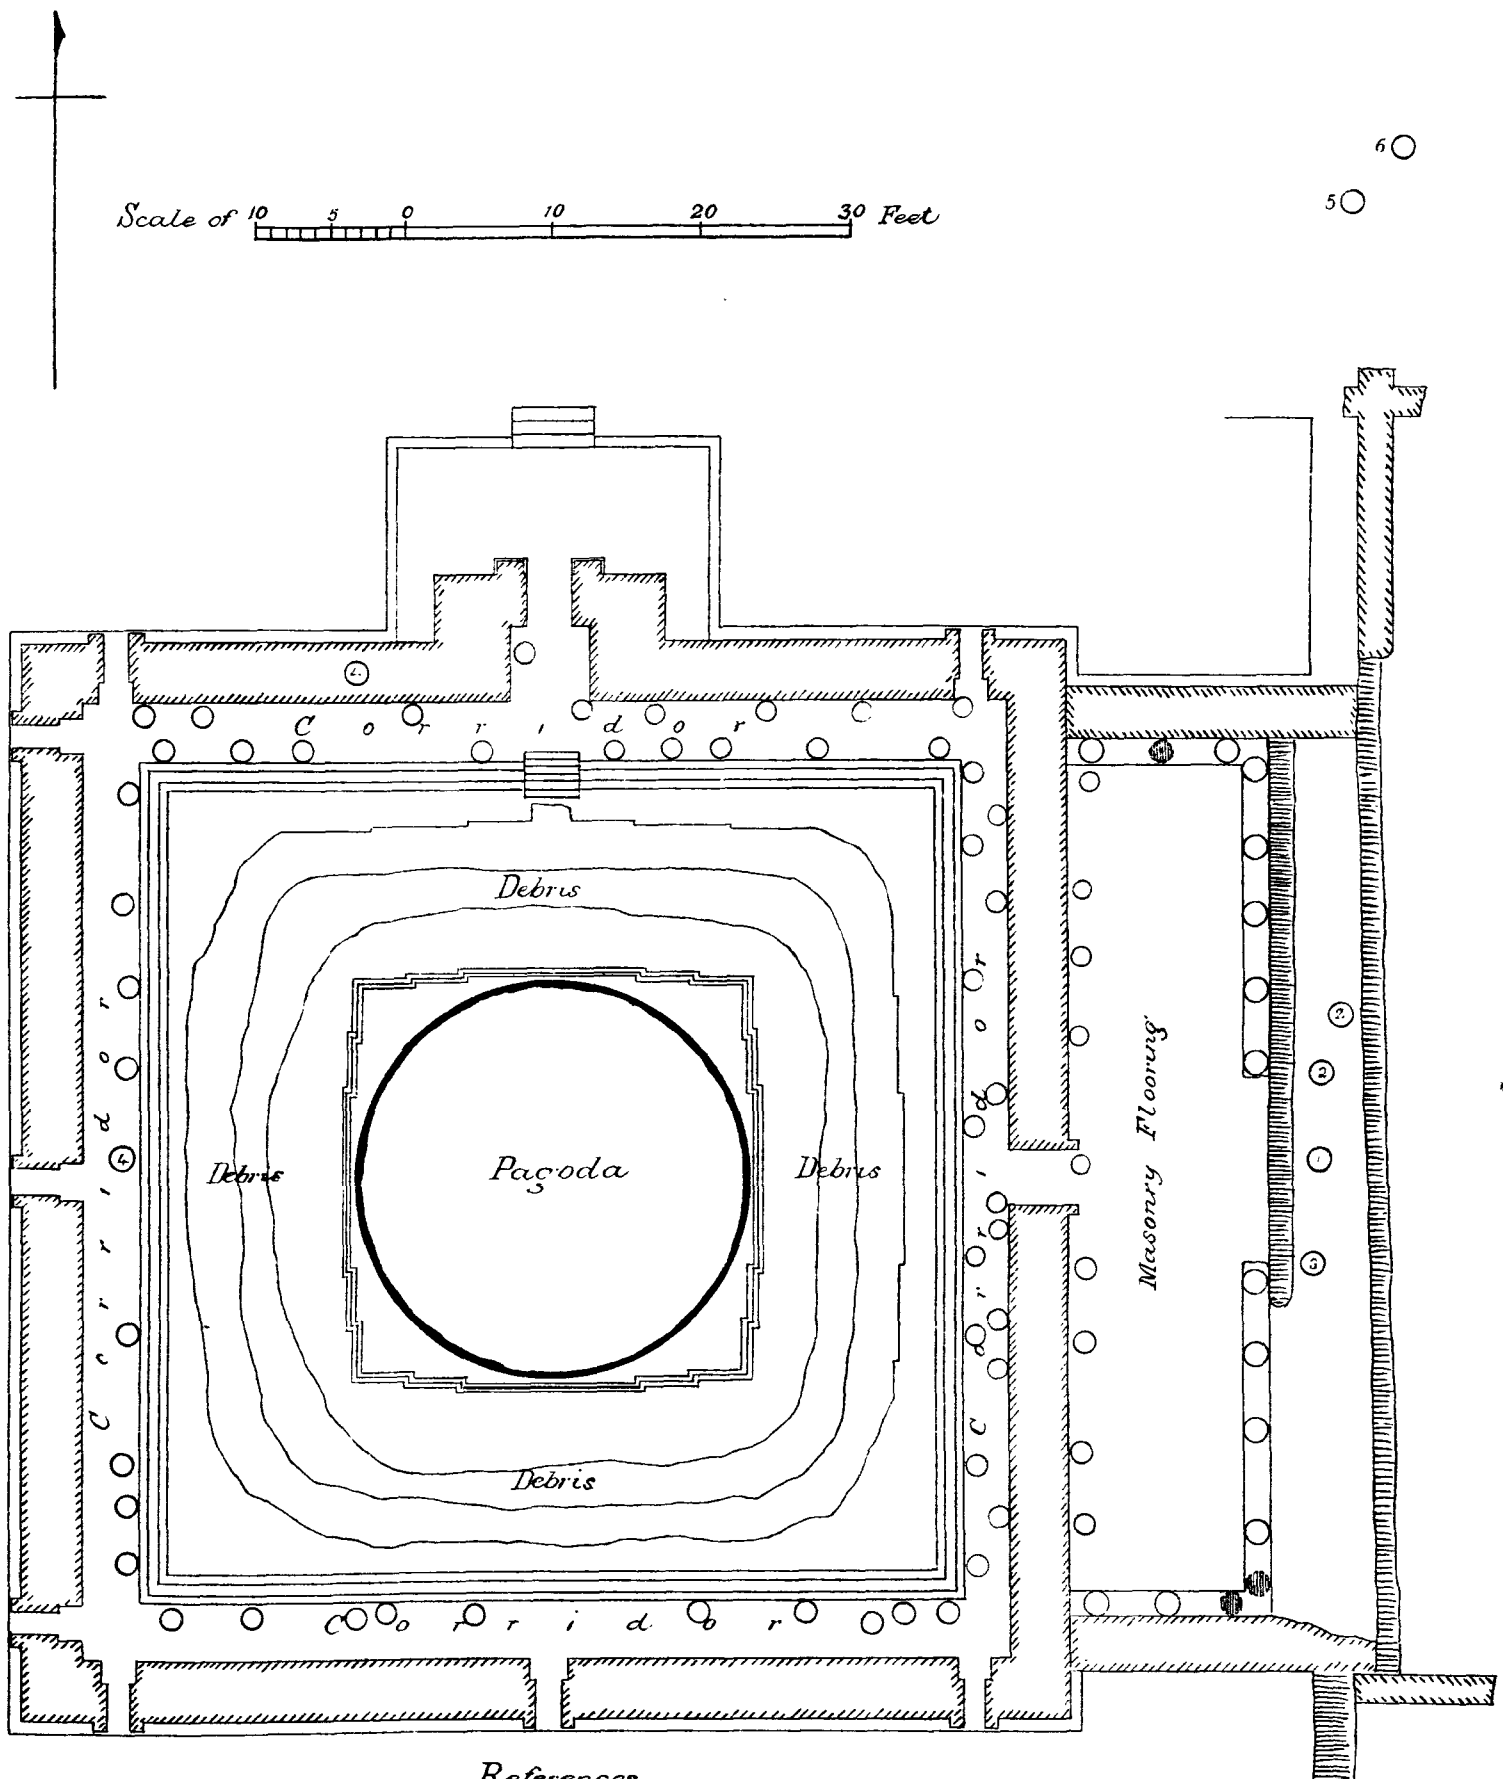 6
5
Scale of 10 5 0 10 20 30 Feet
4
Corridor
Debris
Corridor
Corridor
Masonry Flooring
2
2
4
Debris
Pagoda
Debris
1
3
Debris
Corridor
References